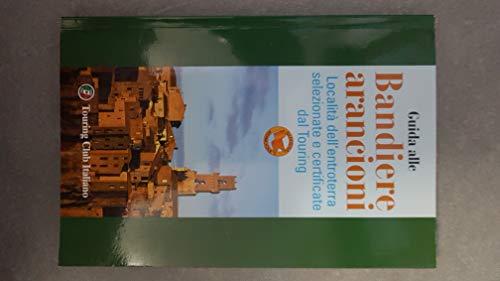 Guida alle
Bandiere
arancioni
Località dell'entroterra
selezionate e certificate
dal Touring
Touring Club Italiano